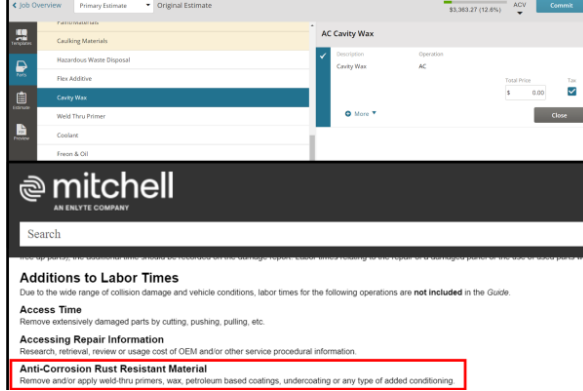 < Job Overview Primary Estimate Original Estimate $3,383.27 (12.6%) ACV Commit
Templates
Parts
Estimate
Preview
Caulking Materials
Hazardous Waste Disposal
Flex Additive
Cavity Wax
Weld Thru Primer
Coolant
Freon & Oil
AC Cavity Wax
Description Operation
Cavity Wax AC
Total Price Tax
$ 0.00
More Close
mitchell
AN ENLYTE COMPANY
Search
Additions to Labor Times
Due to the wide range of collision damage and vehicle conditions, labor times for the following operations are not included in the Guide.
Access Time
Remove extensively damaged parts by cutting, pushing, pulling, etc.
Accessing Repair Information
Research, retrieval, review or usage cost of OEM and/or other service procedural information.
Anti-Corrosion Rust Resistant Material
Remove and/or apply weld-thru primers, wax, petroleum based coatings, undercoating or any type of added conditioning.